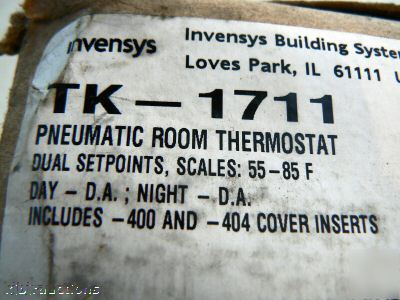 invensys Invensys Building System
Loves Park, IL 61111
TK-1711
PNEUMATIC ROOM THERMOSTAT
DUAL SETPOINTS, SCALES: 55-85 F
DAY - D.A. ; NIGHT - D.A.
INCLUDES -400 AND -404 COVER INSERTS